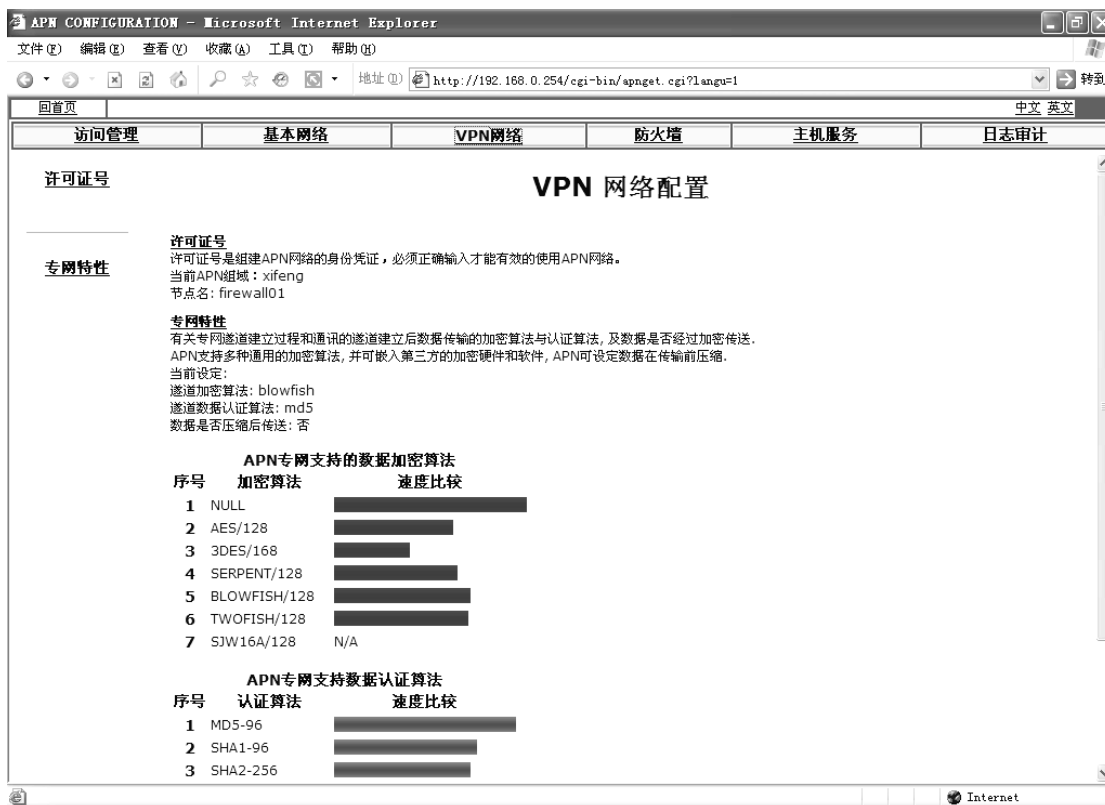 APN CONFIGURATION - Microsoft Internet Explorer
文件(F) 编辑(E) 查看(V) 收藏(A) 工具(T) 帮助(H)
地址(D) http://192.168.0.254/cgi-bin/apnget.cgi?langu=1 转到
回首页 中文 英文
访问管理 基本网络 VPN网络 防火墙 主机服务 日志审计
许可证号
专网特性
VPN 网络配置
许可证号
许可证号是组建APN网络的身份凭证，必须正确输入才能有效的使用APN网络。
当前APN组域：xifeng
节点名: firewall01
专网特性
有关专网遂道建立过程和通讯的遂道建立后数据传输的加密算法与认证算法, 及数据是否经过加密传送.
APN支持多种通用的加密算法, 并可嵌入第三方的加密硬件和软件, APN可设定数据在传输前压缩.
当前设定:
遂道加密算法: blowfish
遂道数据认证算法: md5
数据是否压缩后传送: 否
APN专网支持的数据加密算法
序号 加密算法 速度比较
1 NULL
2 AES/128
3 3DES/168
4 SERPENT/128
5 BLOWFISH/128
6 TWOFISH/128
7 SJW16A/128 N/A
APN专网支持数据认证算法
序号 认证算法 速度比较
1 MD5-96
2 SHA1-96
3 SHA2-256
Internet